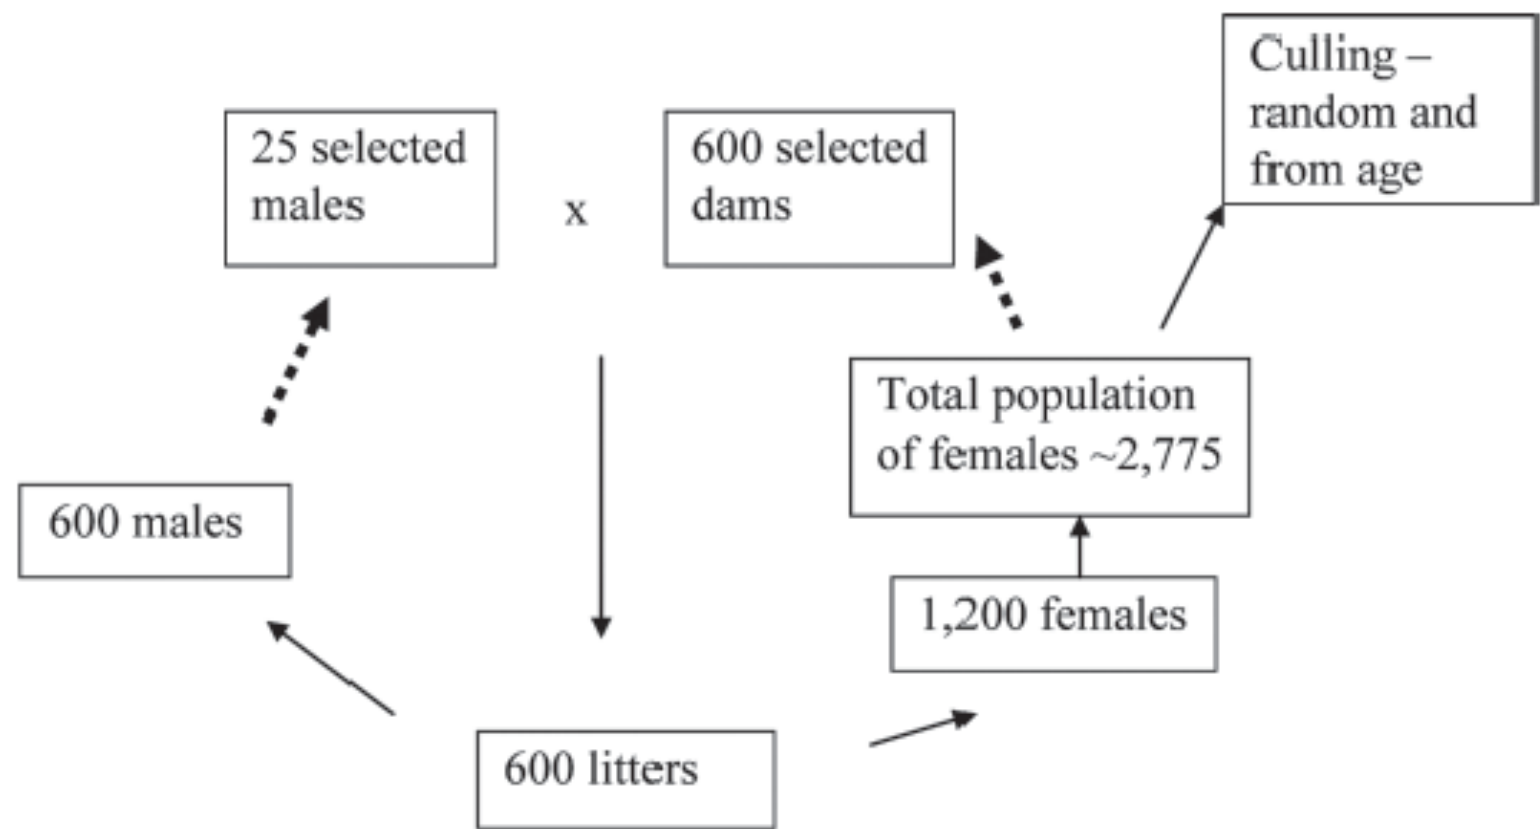 Culling –
random and
from age
25 selected
males
x
600 selected
dams
Total population
of females ~2,775
600 males
1,200 females
600 litters